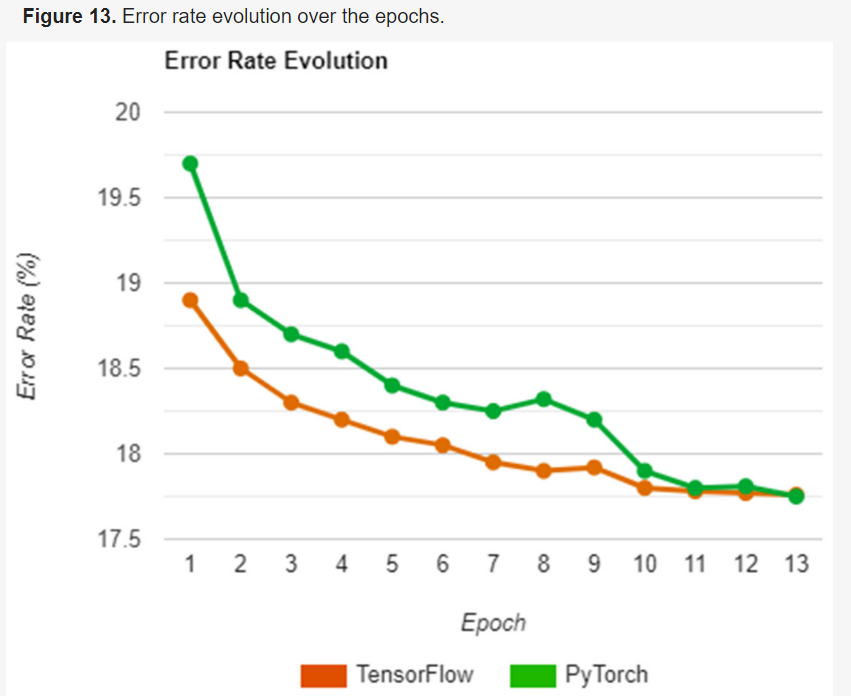 Figure 13. Error rate evolution over the epochs.
Error Rate Evolution
20
19.5
19
18.5
18
17.5
Error Rate (%)
1 2 3 4 5 6 7 8 9 10 11 12 13
Epoch
TensorFlow PyTorch